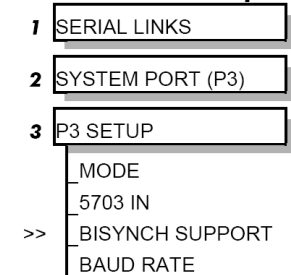 1 SERIAL LINKS
2 SYSTEM PORT (P3)
3 P3 SETUP
MODE
5703 IN
>> BISYNCH SUPPORT
BAUD RATE